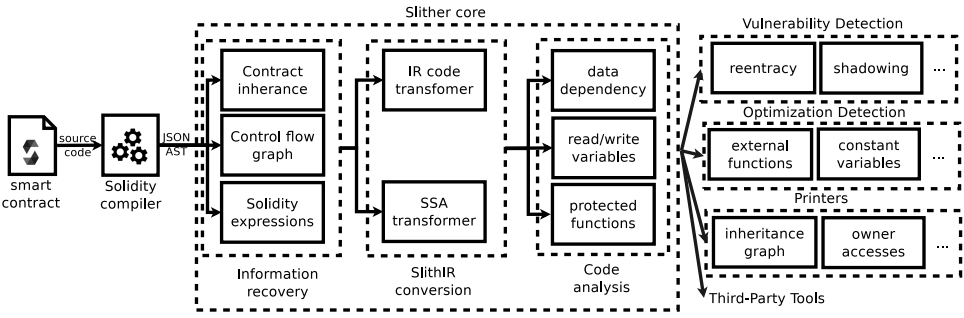 Slither core
Vulnerability Detection
reentracy
shadowing
...
Optimization Detection
external
functions
constant
variables
...
Printers
inheritance
graph
owner
accesses
...
Third-Party Tools
smart
contract
source
code
Solidity
compiler
JSON
AST
Contract
inherance
Control flow
graph
Solidity
expressions
Information
recovery
IR code
transfomer
SSA
transformer
SlithIR
conversion
data
dependency
read/write
variables
protected
functions
Code
analysis